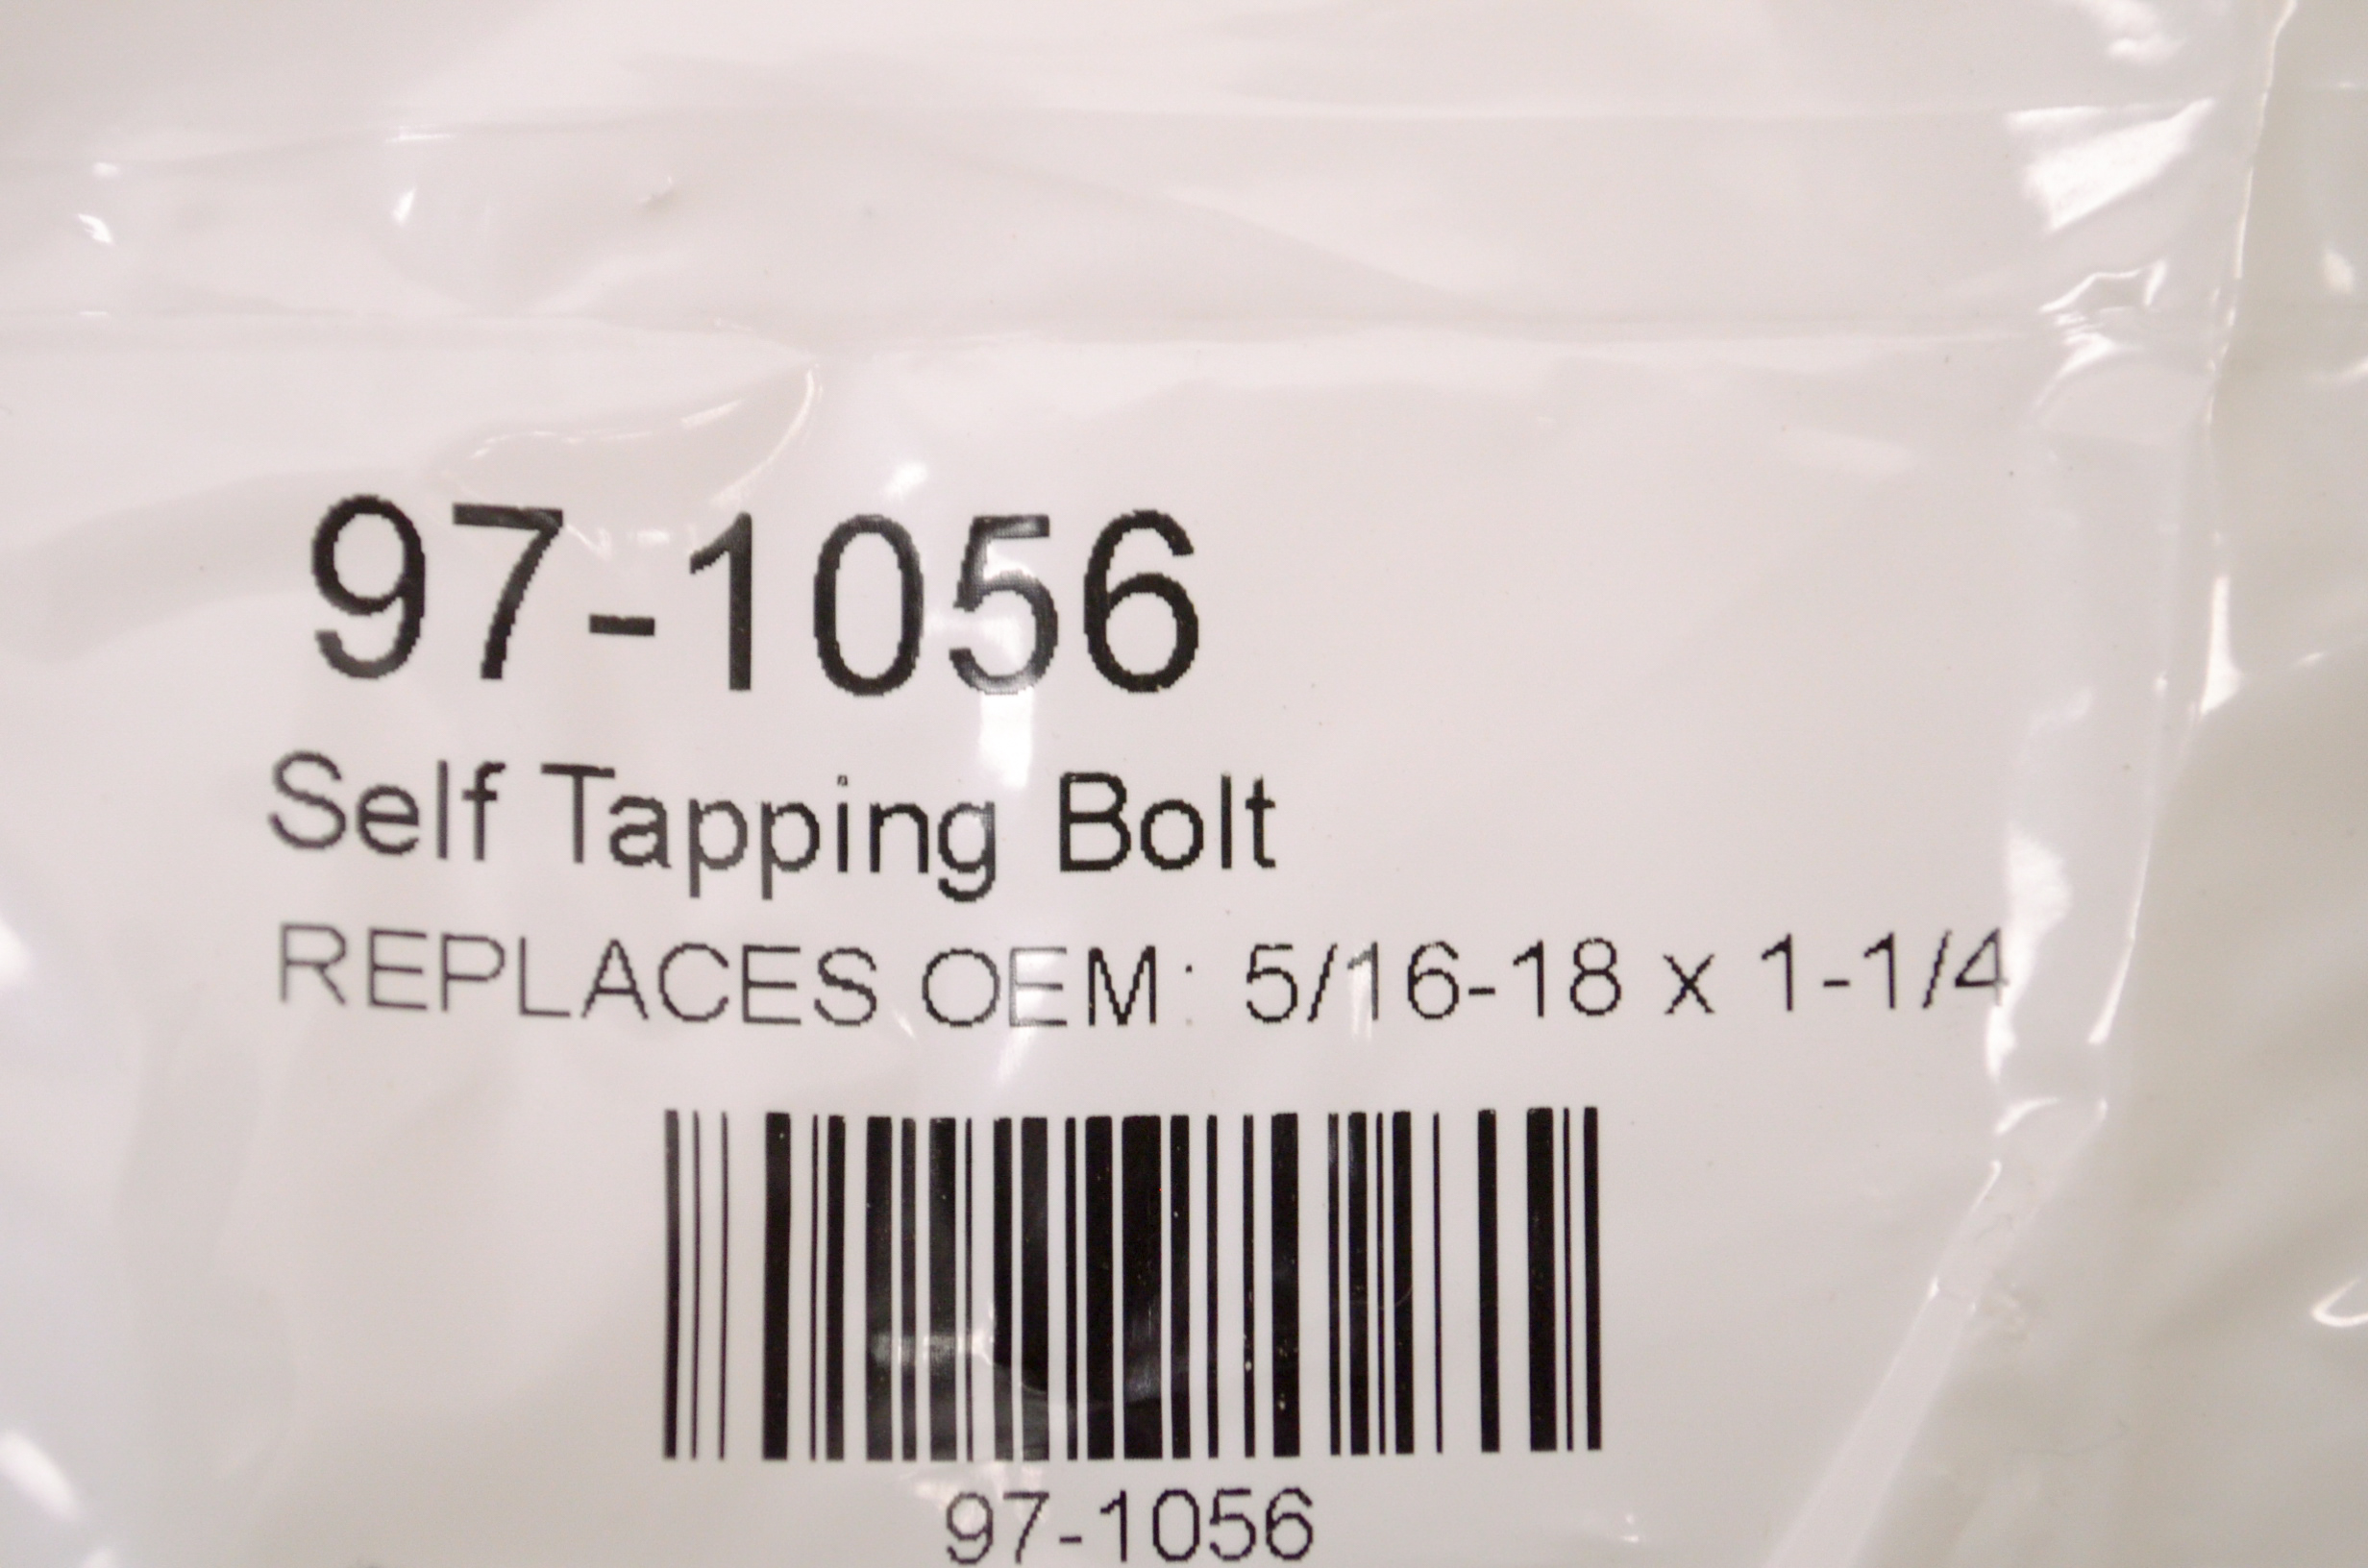 97-1056
Self Tapping Bolt
REPLACES OEM: 5/16-18 x 1-1/4
97-1056